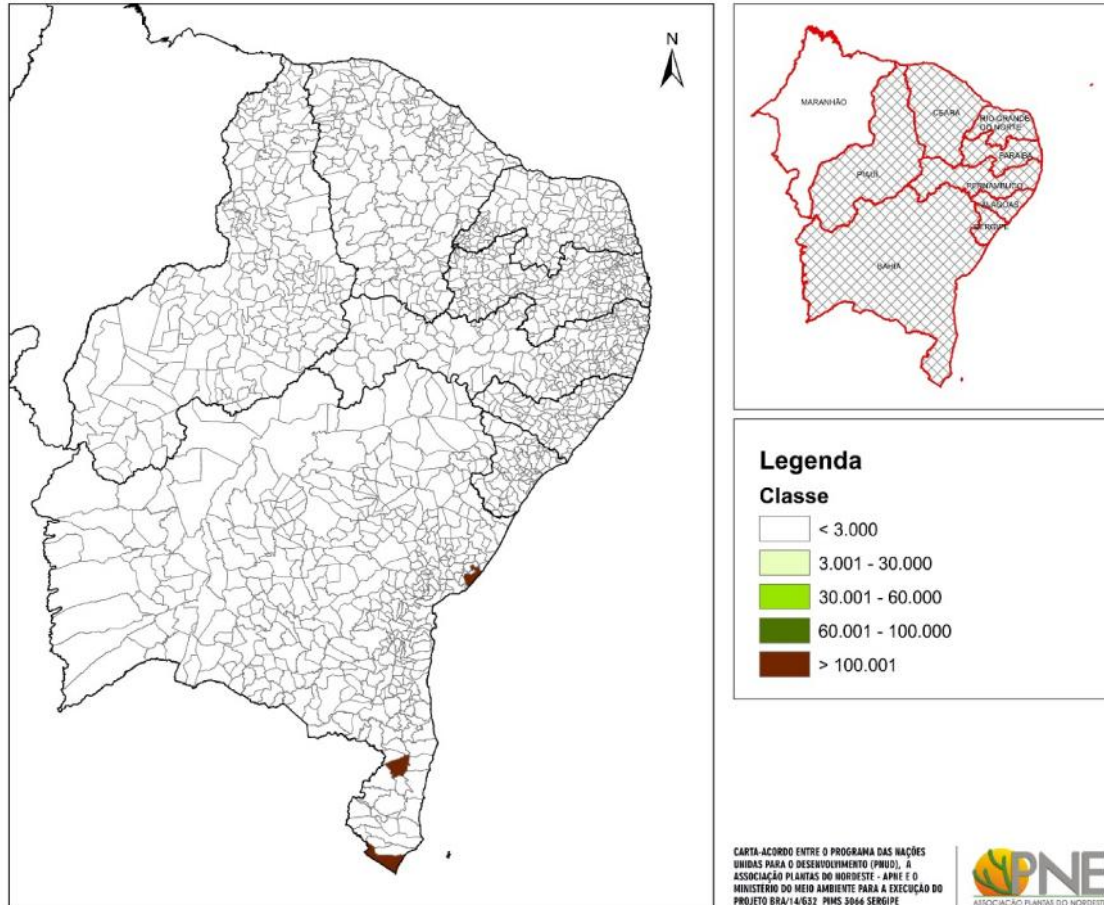 N
MARANHÃO
CEARÁ
RIO GRANDE
DO NORTE
PARAÍBA
PIAUÍ
PERNAMBUCO
ALAGOAS
SERGIPE
BAHIA
Legenda
Classe
< 3.000
3.001 - 30.000
30.001 - 60.000
60.001 - 100.000
> 100.001
CARTA-ACORDO ENTRE O PROGRAMA DAS NAÇÕES
UNIDAS PARA O DESENVOLVIMENTO (PNUD), A
ASSOCIAÇÃO PLANTAS DO NORDESTE - APNE E O
MINISTÉRIO DO MEIO AMBIENTE PARA A EXECUÇÃO DO
PROJETO BRA/14/G32 PIMS 3066 SERGIPE
APNE
ASSOCIAÇÃO PLANTAS DO NORDESTE